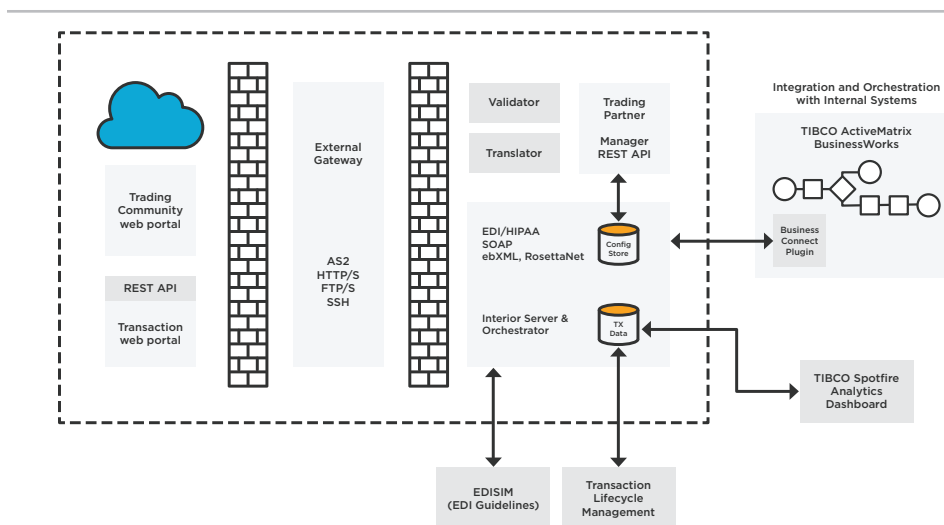 Trading
Community
web portal
REST API
Transaction
web portal
External
Gateway
AS2
HTTP/S
FTP/S
SSH
Validator
Translator
Trading
Partner
Manager
REST API
EDI/HIPAA
SOAP
ebXML, RosettaNet
Config
Store
Interior Server &
Orchestrator
TX
Data
Integration and Orchestration
with Internal Systems
TIBCO ActiveMatrix
BusinessWorks
Business
Connect
Plugin
TIBCO Spotfire
Analytics
Dashboard
EDISIM
(EDI Guidelines)
Transaction
Lifecycle
Management